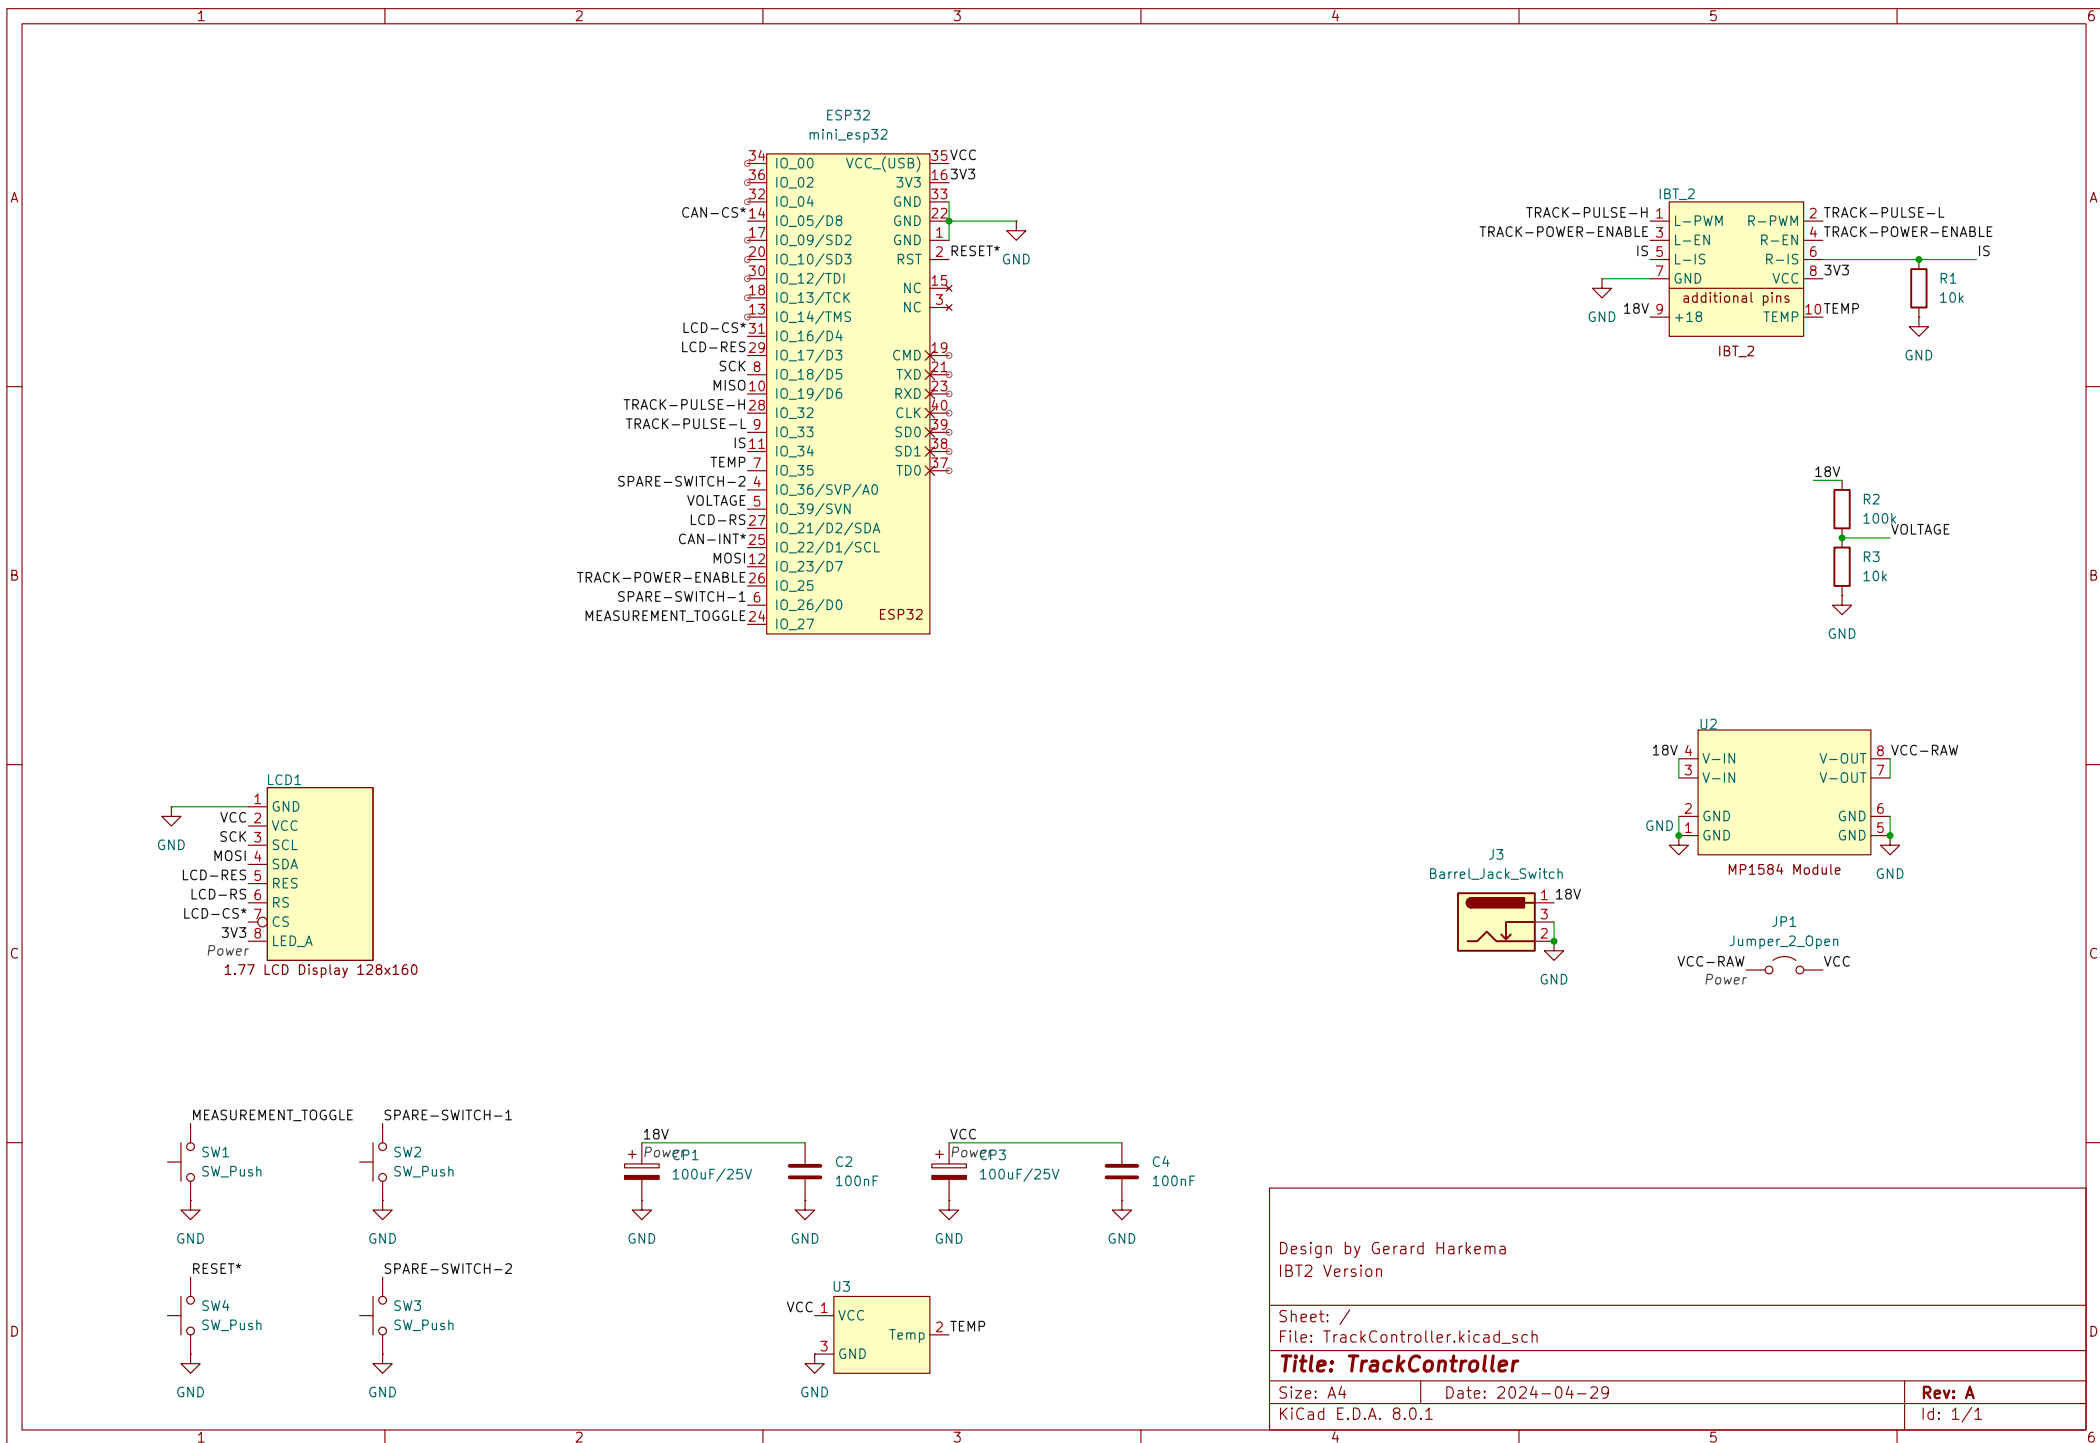 1 2 3 4 5 6
A A
B B
C C
D D
ESP32
mini_esp32
34 IO_00 VCC_(USB) 35 VCC
36 IO_02 3V3 16 3V3
32 IO_04 GND 33
CAN-CS* 14 IO_05/D8 GND 22
17 IO_09/SD2 GND 1
20 IO_10/SD3 RST 2 RESET*
GND
30 IO_12/TDI NC 15
18 IO_13/TCK NC 3
13 IO_14/TMS
LCD-CS* 31 IO_16/D4
LCD-RES 29 IO_17/D3 CMD 19
SCK 8 IO_18/D5 TXD 21
MISO 10 IO_19/D6 RXD 23
TRACK-PULSE-H 28 IO_32 CLK 40
TRACK-PULSE-L 9 IO_33 SD0 39
IS 11 IO_34 SD1 38
TEMP 7 IO_35 TD0 37
SPARE-SWITCH-2 4 IO_36/SVP/A0
VOLTAGE 5 IO_39/SVN
LCD-RS 27 IO_21/D2/SDA
CAN-INT* 25 IO_22/D1/SCL
MOSI 12 IO_23/D7
TRACK-POWER-ENABLE 26 IO_25
SPARE-SWITCH-1 6 IO_26/D0
MEASUREMENT_TOGGLE 24 IO_27
ESP32
IBT_2
TRACK-PULSE-H 1 L-PWM R-PWM 2 TRACK-PULSE-L
TRACK-POWER-ENABLE 3 L-EN R-EN 4 TRACK-POWER-ENABLE
IS 5 L-IS R-IS 6 IS
7 GND VCC 8 3V3
additional pins
GND 18V 9 +18 TEMP 10 TEMP
IBT_2
R1
10k
GND
18V
R2
100k
VOLTAGE
R3
10k
GND
U2
18V 4 V-IN V-OUT 8 VCC-RAW
3 V-IN V-OUT 7
2 GND GND 6
GND 1 GND GND 5
MP1584 Module GND
LCD1
1 GND
GND
VCC 2 VCC
SCK 3 SCL
MOSI 4 SDA
LCD-RES 5 RES
LCD-RS 6 RS
LCD-CS* 7 CS
3V3 8 LED_A
Power
1.77 LCD Display 128x160
J3
Barrel_Jack_Switch
1 18V
3
2
GND
JP1
Jumper_2_Open
VCC-RAW VCC
Power
MEASUREMENT_TOGGLE
SW1
SW_Push
GND
SPARE-SWITCH-1
SW2
SW_Push
GND
RESET*
SW4
SW_Push
GND
SPARE-SWITCH-2
SW3
SW_Push
GND
18V
+ Power CP1
100uF/25V
GND
C2
100nF
GND
VCC
+ Power CP3
100uF/25V
GND
C4
100nF
GND
U3
VCC 1 VCC
Temp 2 TEMP
3 GND
GND
Design by Gerard Harkema
IBT2 Version
Sheet: /
File: TrackController.kicad_sch
Title: TrackController
Size: A4 Date: 2024-04-29 Rev: A
KiCad E.D.A. 8.0.1 Id: 1/1
1 2 3 4 5 6